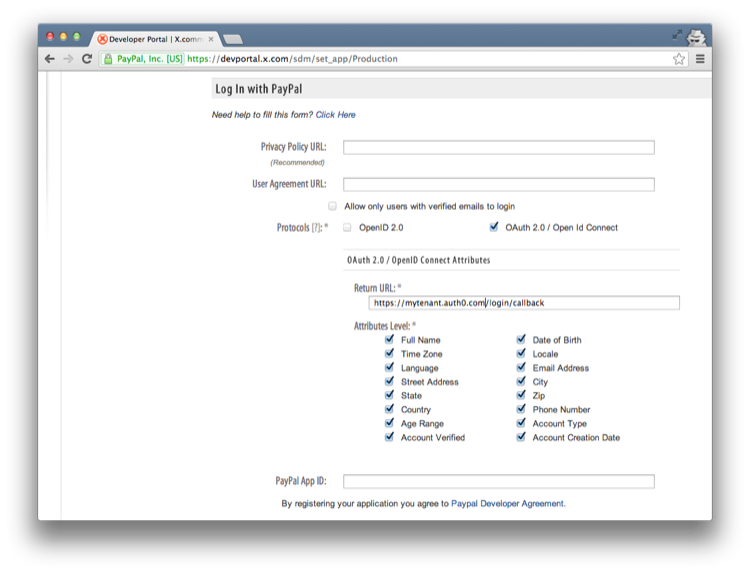 Developer Portal | X.comm
PayPal, Inc. [US] https://devportal.x.com/sdm/set_app/Production
Log In with PayPal
Need help to fill this form? Click Here
Privacy Policy URL:
(Recommended)
User Agreement URL:
Allow only users with verified emails to login
Protocols [?]: * OpenID 2.0 OAuth 2.0 / Open Id Connect
OAuth 2.0 / OpenID Connect Attributes
Return URL: *
https://mytenant.auth0.com/login/callback
Attributes Level: *
Full Name Date of Birth
Time Zone Locale
Language Email Address
Street Address City
State Zip
Country Phone Number
Age Range Account Type
Account Verified Account Creation Date
PayPal App ID:
By registering your application you agree to Paypal Developer Agreement.